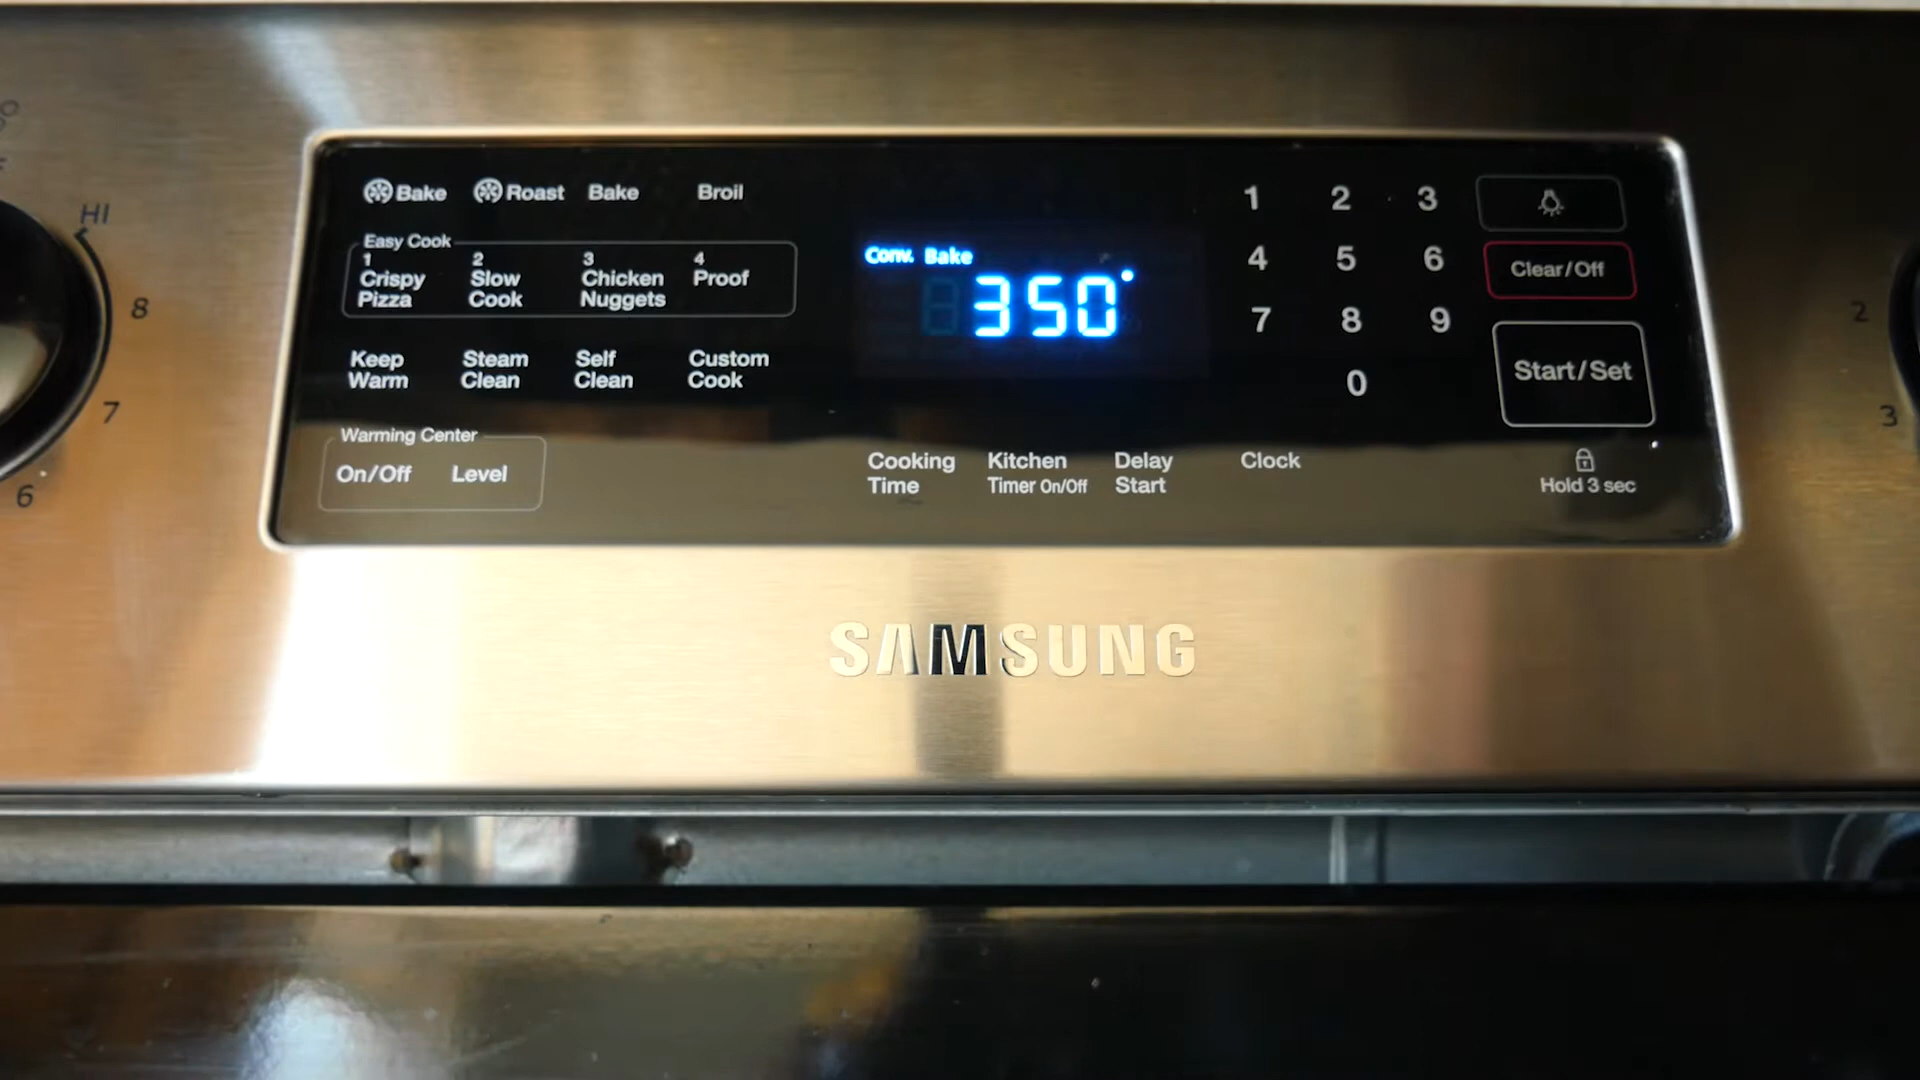 Bake Roast Bake Broil
Easy Cook
1 2 3 4
Crispy Pizza
Slow Cook
Chicken Nuggets
Proof
Keep Warm
Steam Clean
Self Clean
Custom Cook
Warming Center
On/Off Level
Conv. Bake
350°
Cooking Time
Kitchen Timer On/Off
Delay Start
Clock
1 2 3
4 5 6
7 8 9
0
Clear/Off
Start/Set
Hold 3 sec
HI
8
7
6
2
3
SAMSUNG